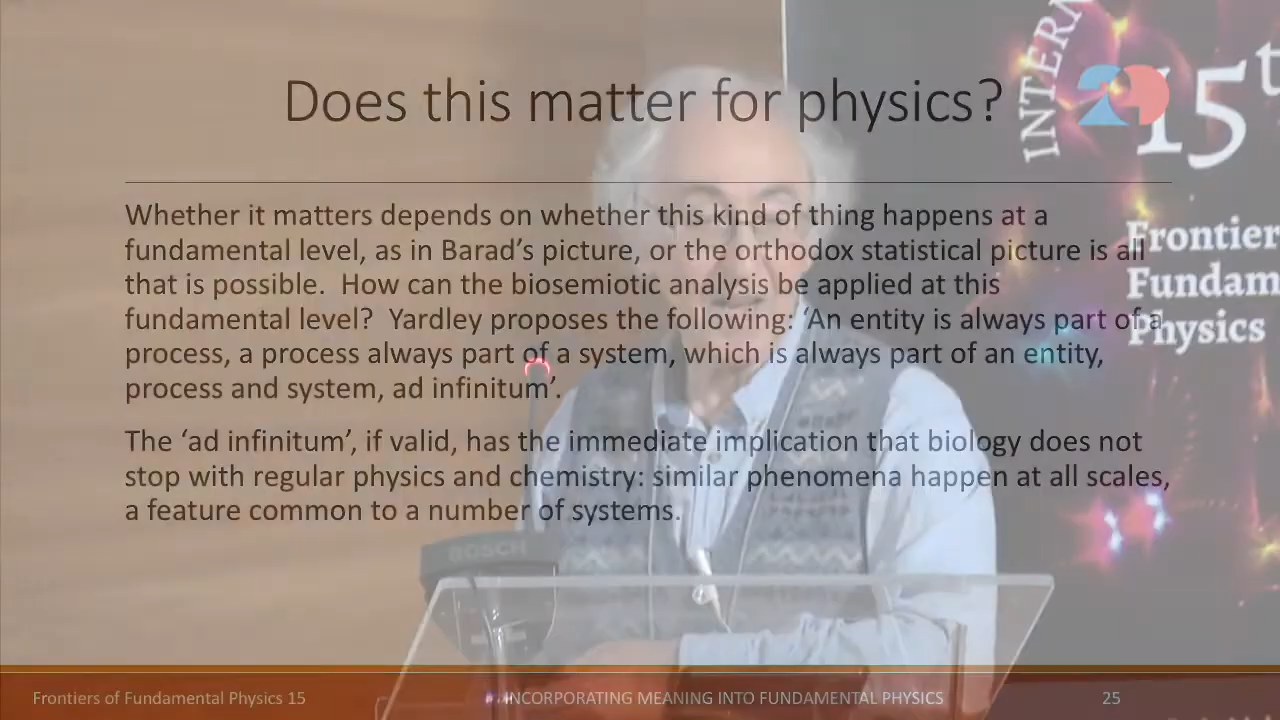 Does this matter for physics?
Whether it matters depends on whether this kind of thing happens at a
fundamental level, as in Barad's picture, or the orthodox statistical picture is all
that is possible.  How can the biosemiotic analysis be applied at this
fundamental level?  Yardley proposes the following: 'An entity is always part of a
process, a process always part of a system, which is always part of an entity,
process and system, ad infinitum'.
The 'ad infinitum', if valid, has the immediate implication that biology does not
stop with regular physics and chemistry: similar phenomena happen at all scales,
a feature common to a number of systems.
Frontiers of Fundamental Physics 15
INCORPORATING MEANING INTO FUNDAMENTAL PHYSICS
25
INTERN
15t
Frontier
Fundam
Physics
BOSCH